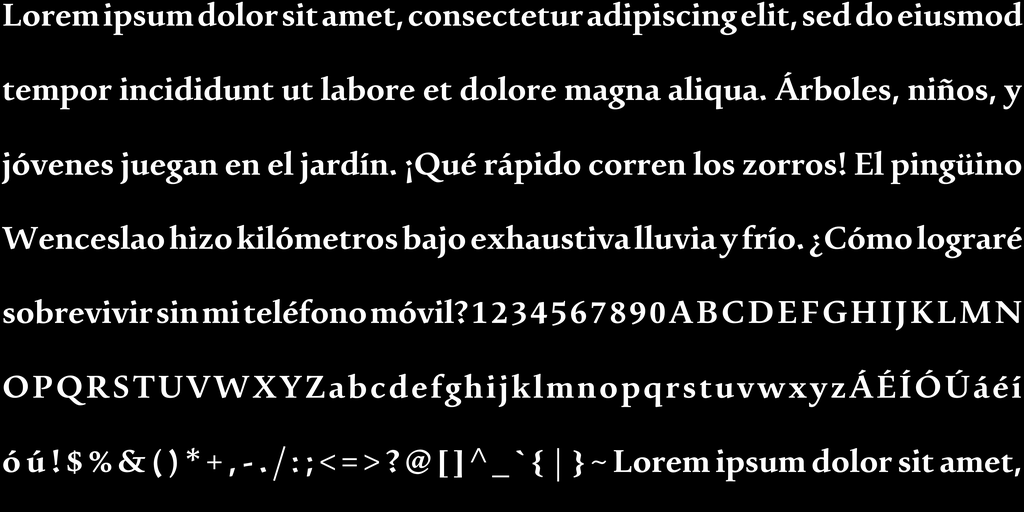 Lorem ipsum dolor sit amet, consectetur adipiscing elit, sed do eiusmod
tempor incididunt ut labore et dolore magna aliqua. Árboles, niños, y
jóvenes juegan en el jardín. ¡Qué rápido corren los zorros! El pingüino
Wenceslao hizo kilómetros bajo exhaustiva lluvia y frío. ¿Cómo lograré
sobrevivir sin mi teléfono móvil? 1 2 3 4 5 6 7 8 9 0 A B C D E F G H I J K L M N
O P Q R S T U V W X Y Z a b c d e f g h i j k l m n o p q r s t u v w x y z Á É Í Ó Ú á é í
ó ú ! $ % & ( ) * + , - . / : ; < = > ? @ [ ] ^ _ ` { | } ~ Lorem ipsum dolor sit amet,